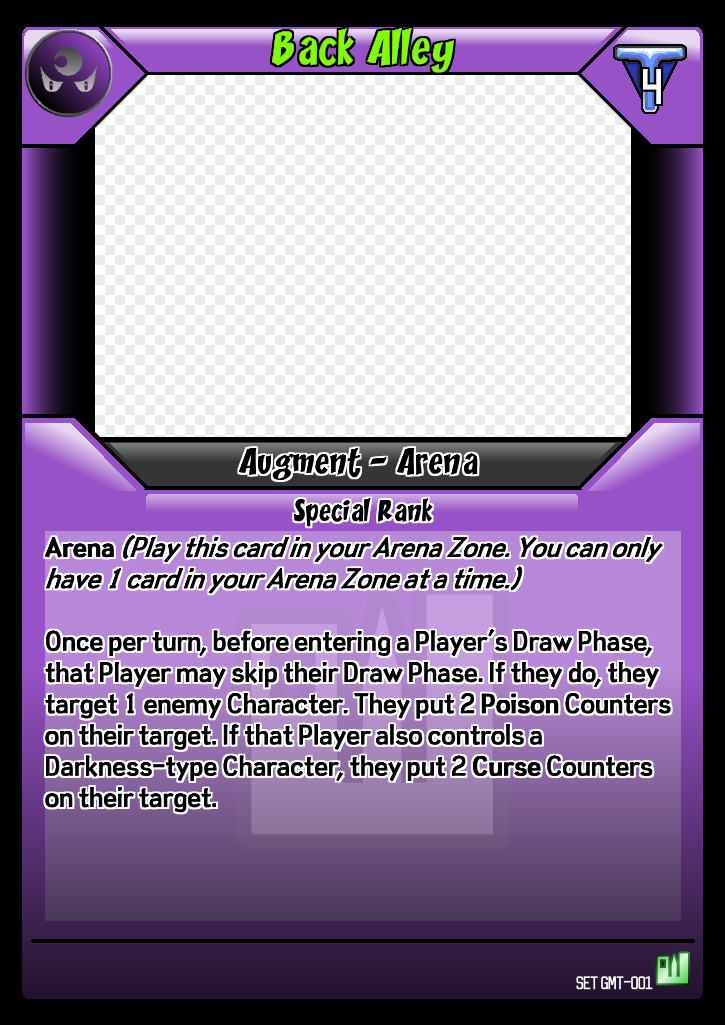 Back Alley
4
Augment - Arena
Special Rank
Arena (Play this card in your Arena Zone. You can only
have 1 card in your Arena Zone at a time.)
Once per turn, before entering a Player's Draw Phase,
that Player may skip their Draw Phase. If they do, they
target 1 enemy Character. They put 2 Poison Counters
on their target. If that Player also controls a
Darkness-type Character, they put 2 Curse Counters
on their target.
SET GMT-001